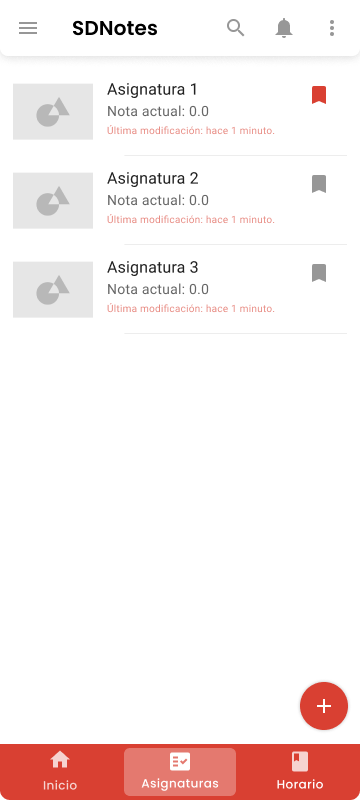 SDNotes
Asignatura 1
Nota actual: 0.0
Última modificación: hace 1 minuto.
Asignatura 2
Nota actual: 0.0
Última modificación: hace 1 minuto.
Asignatura 3
Nota actual: 0.0
Última modificación: hace 1 minuto.
Inicio
Asignaturas
Horario